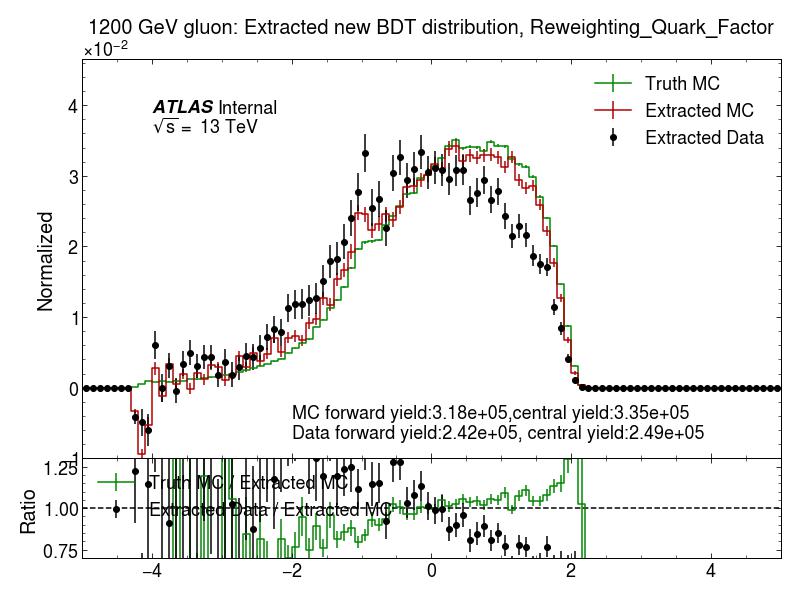 1200 GeV gluon: Extracted new BDT distribution, Reweighting_Quark_Factor
×10⁻²
ATLAS Internal
√s = 13 TeV
Truth MC
Extracted MC
Extracted Data
Normalized
4
3
2
1
0
1
MC forward yield:3.18e+05,central yield:3.35e+05
Data forward yield:2.42e+05, central yield:2.49e+05
Truth MC / Extracted MC
Extracted Data / Extracted MC
Ratio
1.25
1.00
0.75
−4 −2 0 2 4